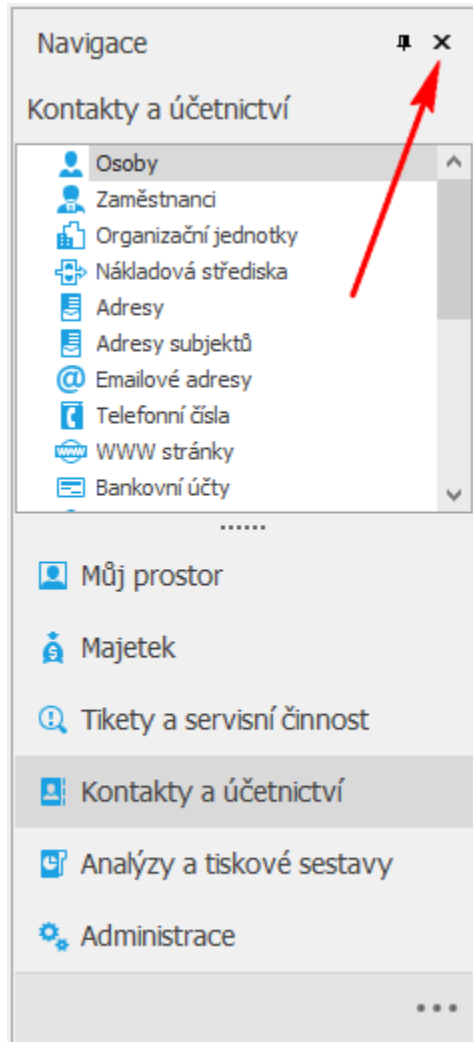 Navigace
Kontakty a účetnictví
Osoby
Zaměstnanci
Organizační jednotky
Nákladová střediska
Adresy
Adresy subjektů
Emailové adresy
Telefonní čísla
WWW stránky
Bankovní účty
Můj prostor
Majetek
Tikety a servisní činnost
Kontakty a účetnictví
Analýzy a tiskové sestavy
Administrace